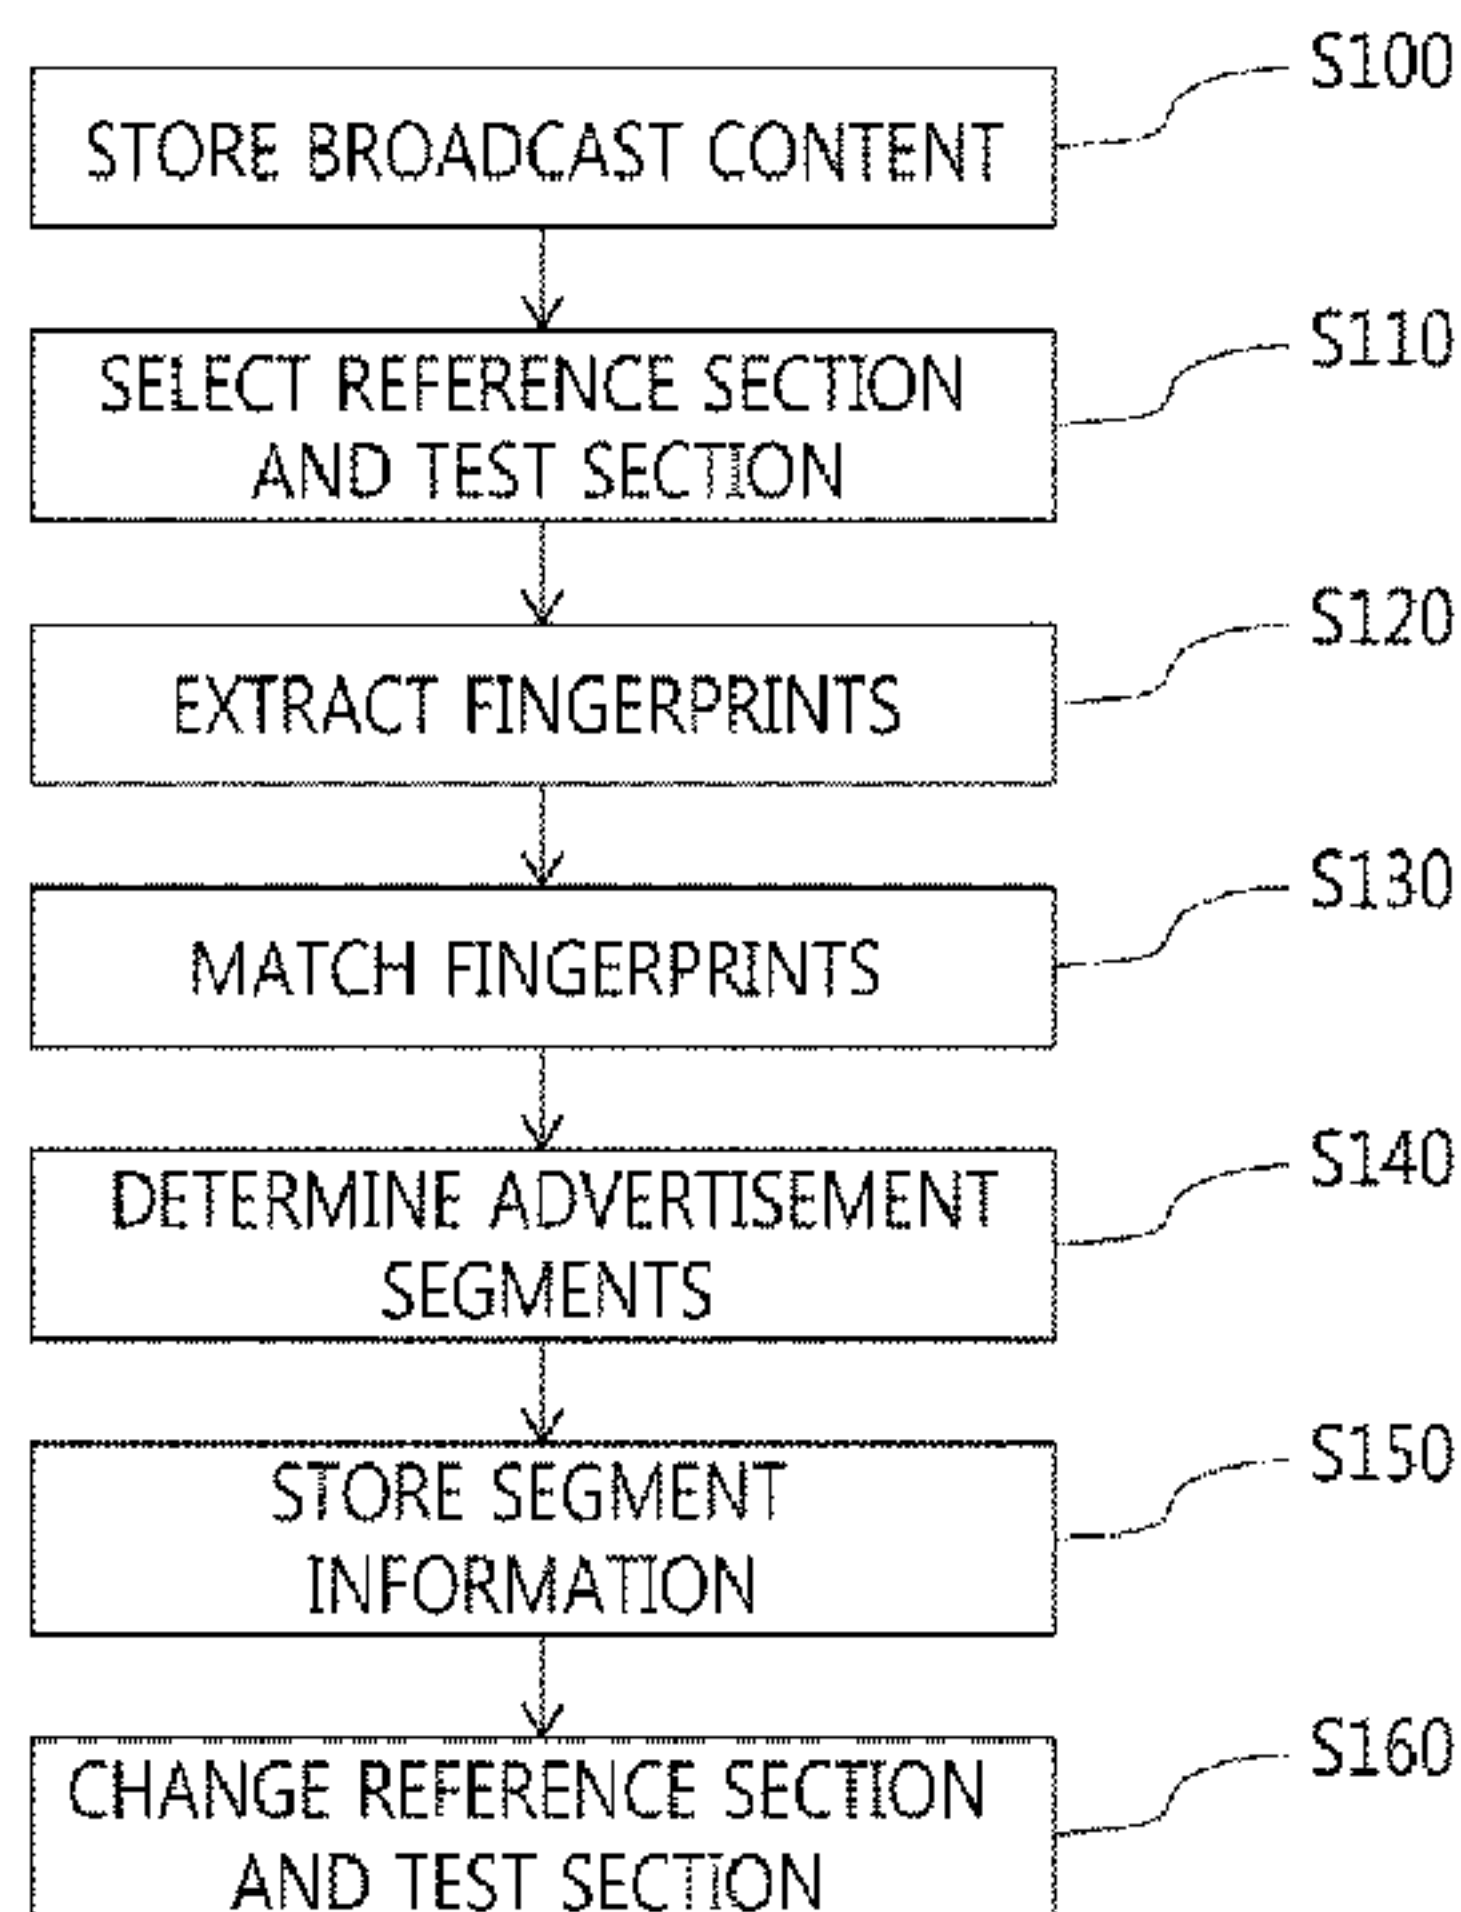 S100
STORE BROADCAST CONTENT
S110
SELECT REFERENCE SECTION
AND TEST SECTION
S120
EXTRACT FINGERPRINTS
S130
MATCH FINGERPRINTS
S140
DETERMINE ADVERTISEMENT
SEGMENTS
S150
STORE SEGMENT
INFORMATION
S160
CHANGE REFERENCE SECTION
AND TEST SECTION